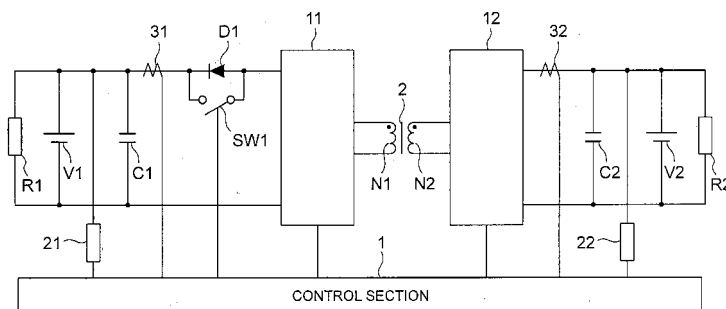 31
D1
11
12
32
2
SW1
R1
V1
C1
N1
N2
C2
V2
R2
21
1
22
CONTROL SECTION